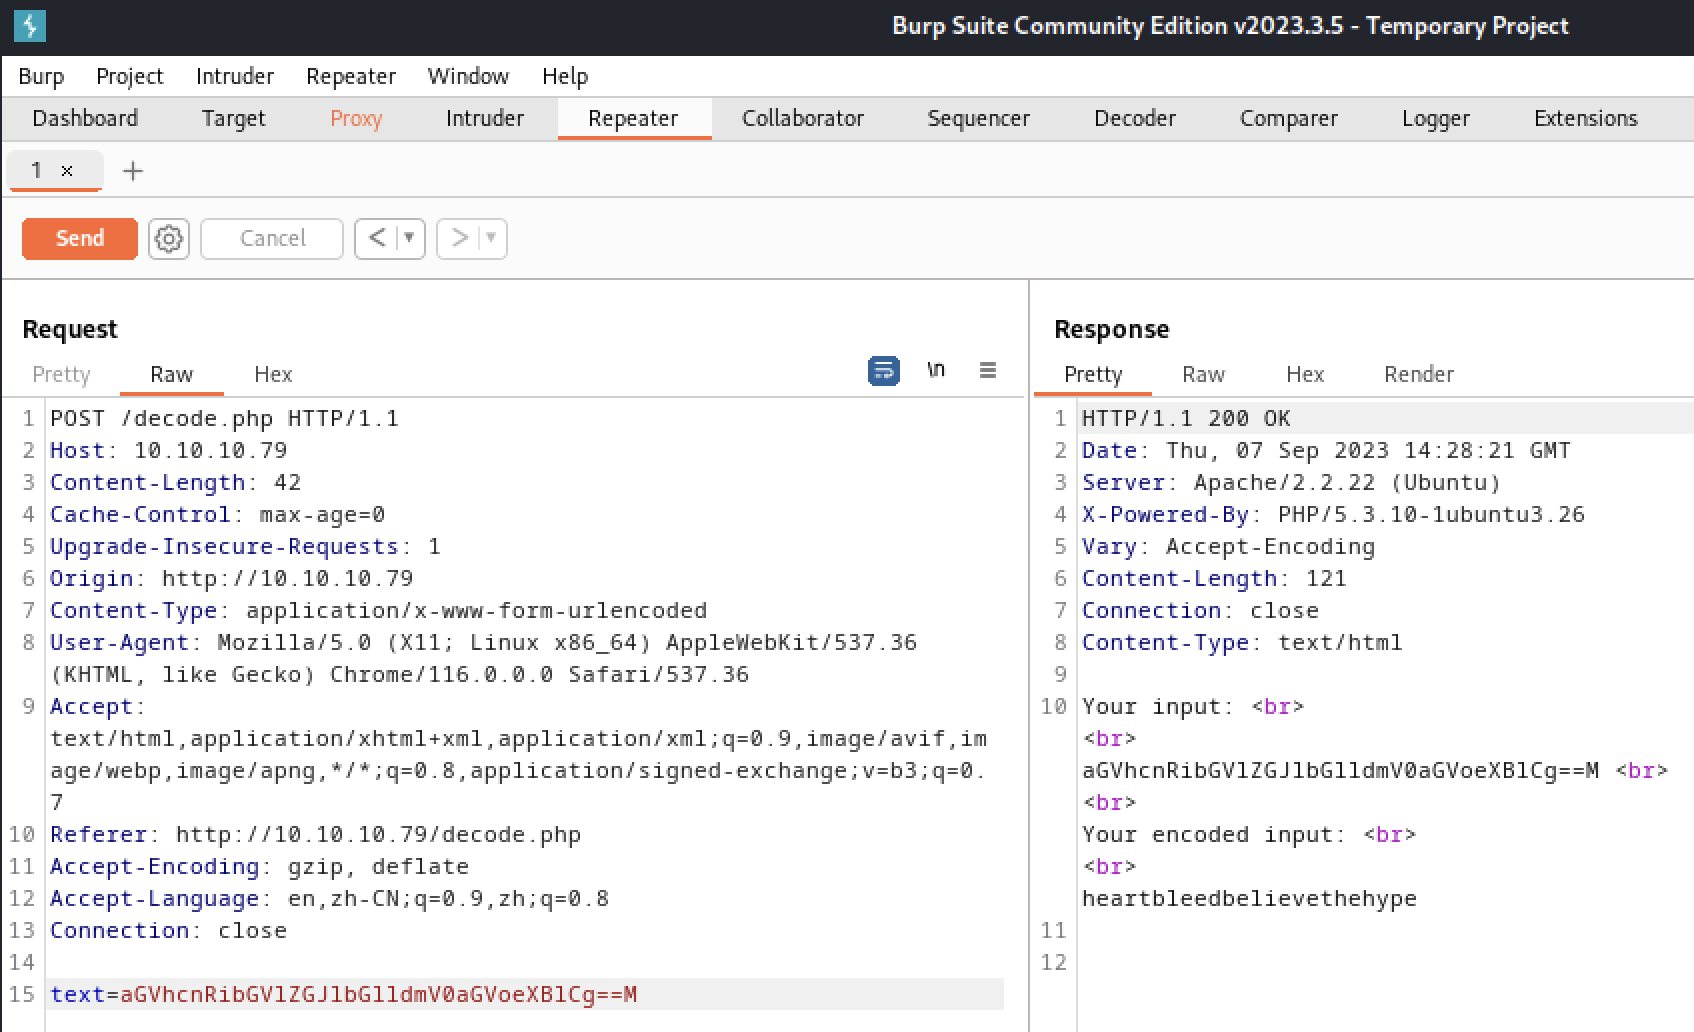 Burp Suite Community Edition v2023.3.5 - Temporary Project
Burp Project Intruder Repeater Window Help
Dashboard Target Proxy Intruder Repeater Collaborator Sequencer Decoder Comparer Logger Extensions
1 × +
Send Cancel < ▼ > ▼
Request
Pretty Raw Hex \n
1 POST /decode.php HTTP/1.1
2 Host: 10.10.10.79
3 Content-Length: 42
4 Cache-Control: max-age=0
5 Upgrade-Insecure-Requests: 1
6 Origin: http://10.10.10.79
7 Content-Type: application/x-www-form-urlencoded
8 User-Agent: Mozilla/5.0 (X11; Linux x86_64) AppleWebKit/537.36
(KHTML, like Gecko) Chrome/116.0.0.0 Safari/537.36
9 Accept:
text/html,application/xhtml+xml,application/xml;q=0.9,image/avif,im
age/webp,image/apng,*/*;q=0.8,application/signed-exchange;v=b3;q=0.
7
10 Referer: http://10.10.10.79/decode.php
11 Accept-Encoding: gzip, deflate
12 Accept-Language: en,zh-CN;q=0.9,zh;q=0.8
13 Connection: close
14
15 text=aGVhcnRibGVlZGJlbGlldmV0aGVoeXBlCg==M
Response
Pretty Raw Hex Render
1 HTTP/1.1 200 OK
2 Date: Thu, 07 Sep 2023 14:28:21 GMT
3 Server: Apache/2.2.22 (Ubuntu)
4 X-Powered-By: PHP/5.3.10-1ubuntu3.26
5 Vary: Accept-Encoding
6 Content-Length: 121
7 Connection: close
8 Content-Type: text/html
9
10 Your input: <br>
<br>
aGVhcnRibGVlZGJlbGlldmV0aGVoeXBlCg==M <br>
<br>
Your encoded input: <br>
<br>
heartbleedbelievethehype
11
12